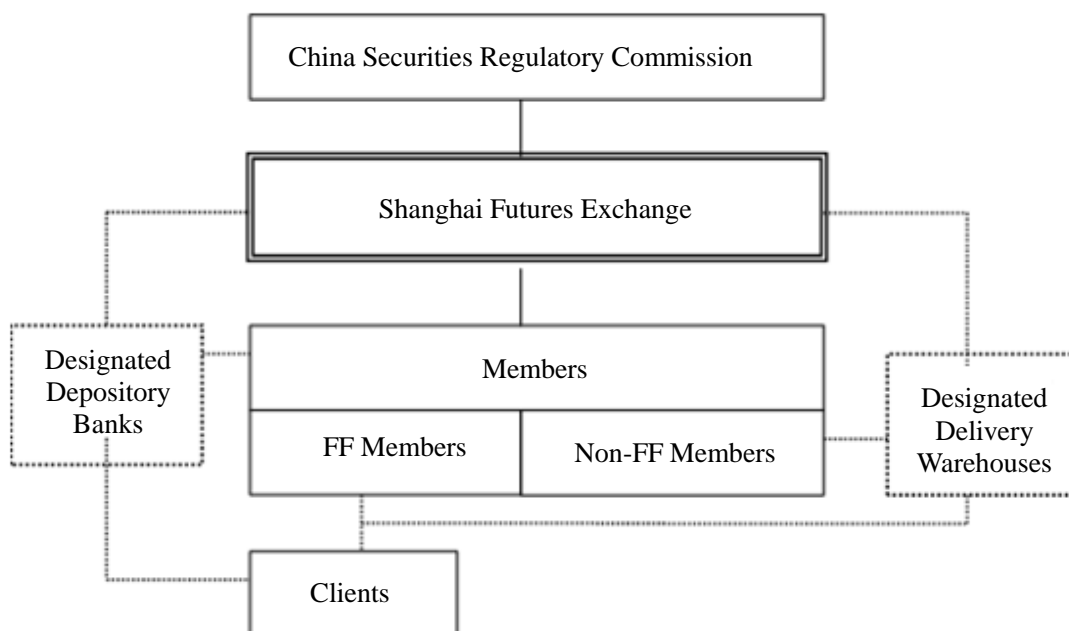 China Securities Regulatory Commission
Shanghai Futures Exchange
Designated
Depository
Banks
Members
FF Members
Non-FF Members
Designated
Delivery
Warehouses
Clients